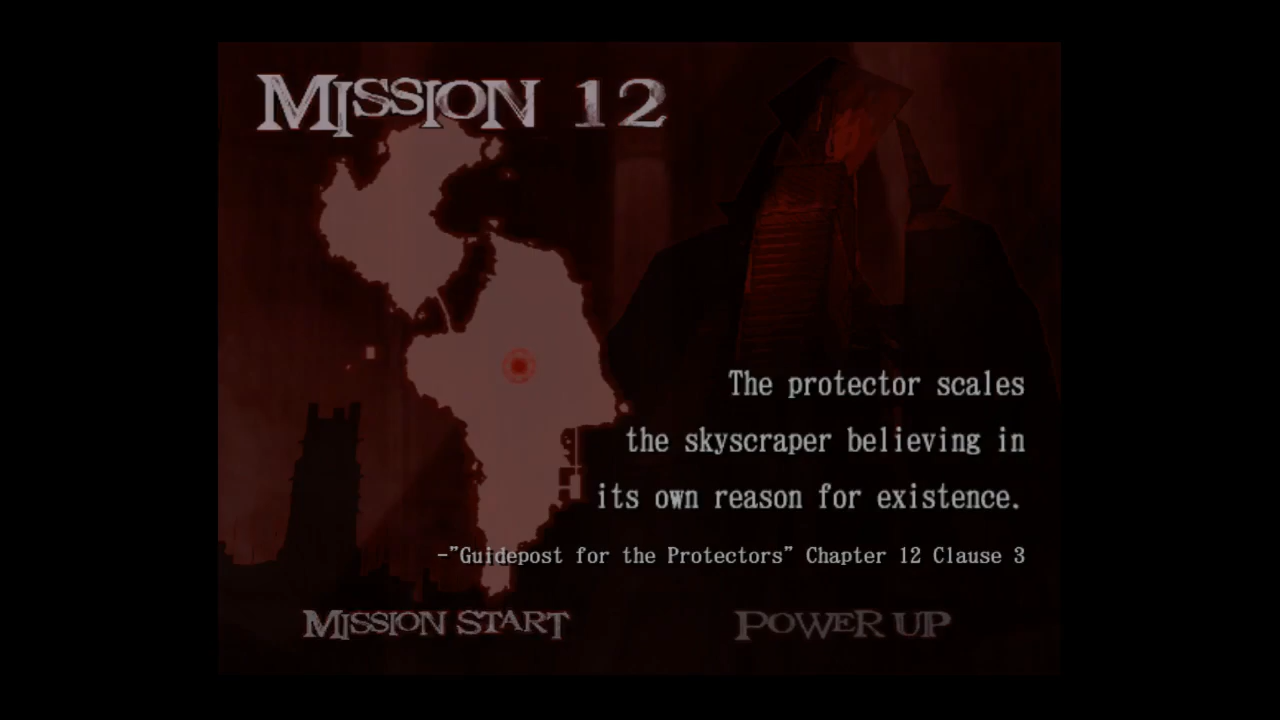 MISSION 12
The protector scales
the skyscraper believing in
its own reason for existence.
-"Guidepost for the Protectors" Chapter 12 Clause 3
MISSION START
POWER UP